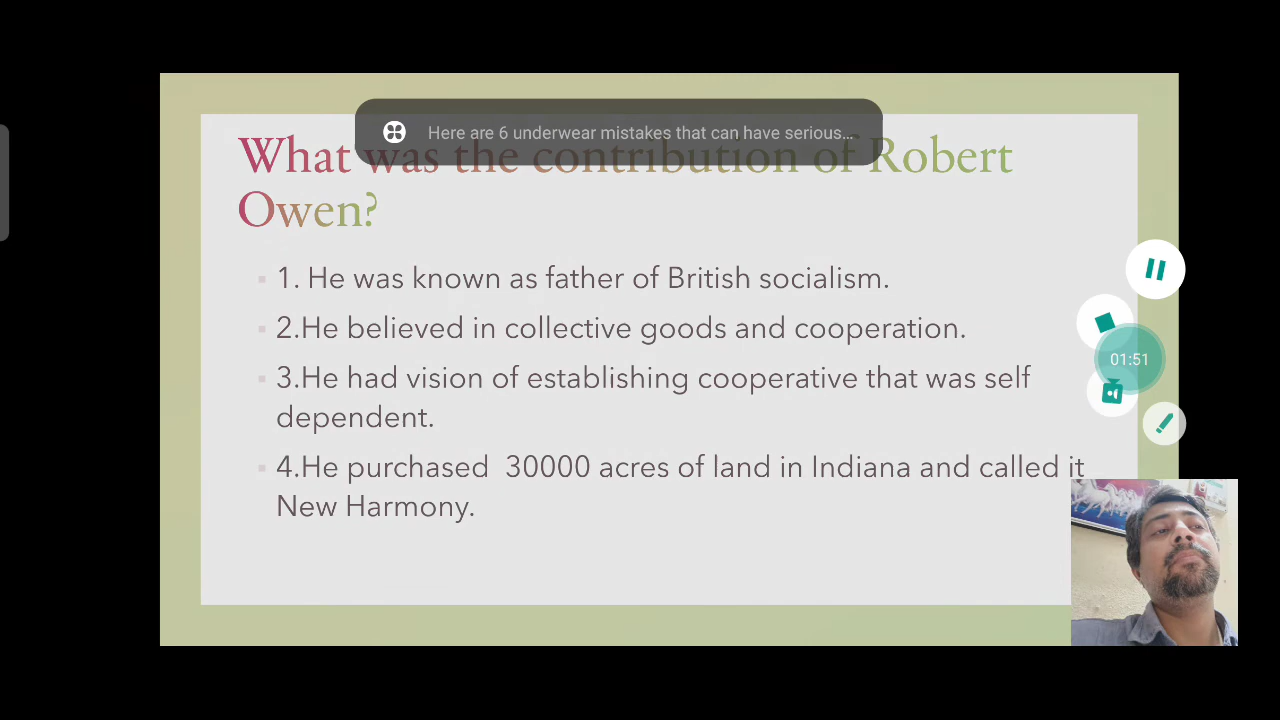 Here are 6 underwear mistakes that can have serious...
What was the contribution of Robert
Owen?
1. He was known as father of British socialism.
2.He believed in collective goods and cooperation.
3.He had vision of establishing cooperative that was self
dependent.
01:51
4.He purchased 30000 acres of land in Indiana and called it
New Harmony.